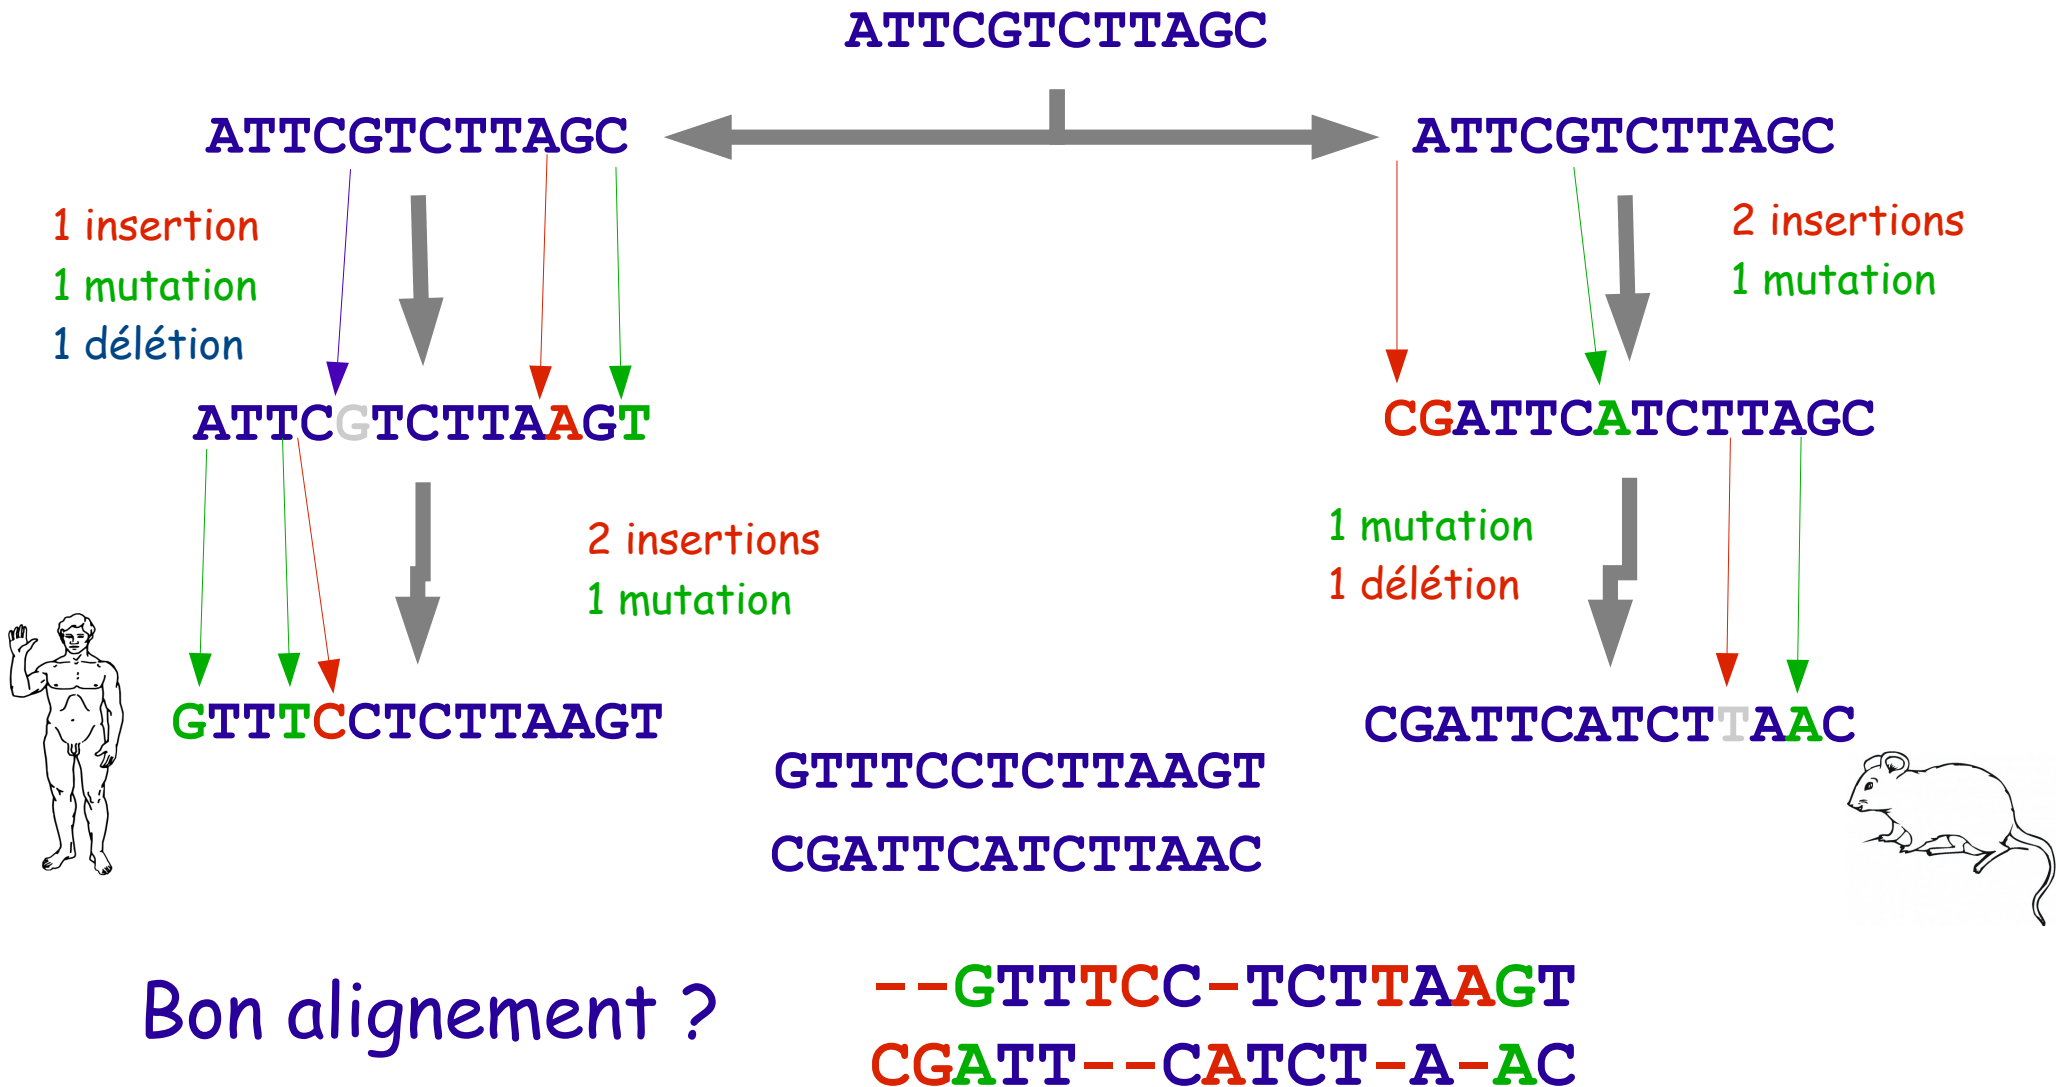 ATTCGTCTTAGC
ATTCGTCTTAGC
ATTCGTCTTAGC
1 insertion
1 mutation
1 délétion
2 insertions
1 mutation
ATTCGTCTTAAGT
CGATTCATCTTAGC
2 insertions
1 mutation
1 mutation
1 délétion
GTTTCCTCTTAAGT
CGATTCATCTTAAC
GTTTCCTCTTAAGT
CGATTCATCTTAAC
Bon alignement ?
--GTTTCC-TCTTAAGT
CGATT--CATCT-A-AC